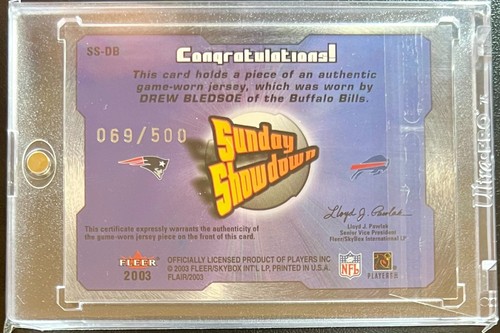 SS-DB
Congratulations!
This card holds a piece of an authentic
game-worn jersey, which was worn by
DREW BLEDSOE of the Buffalo Bills.
069/500
Sunday
Showdown
Lloyd J. Pawlak
This certificate expressly warrants the authenticity of
the game-worn jersey piece on the front of this card.
Lloyd J. Pawlak
Senior Vice President
Fleer/SkyBox International LP
FLEER
2003
OFFICIALLY LICENSED PRODUCT OF PLAYERS INC
© 2003 FLEER/SKYBOX INT'L LP, PRINTED IN U.S.A.
FLAIR/2003
NFL
PLAYERS